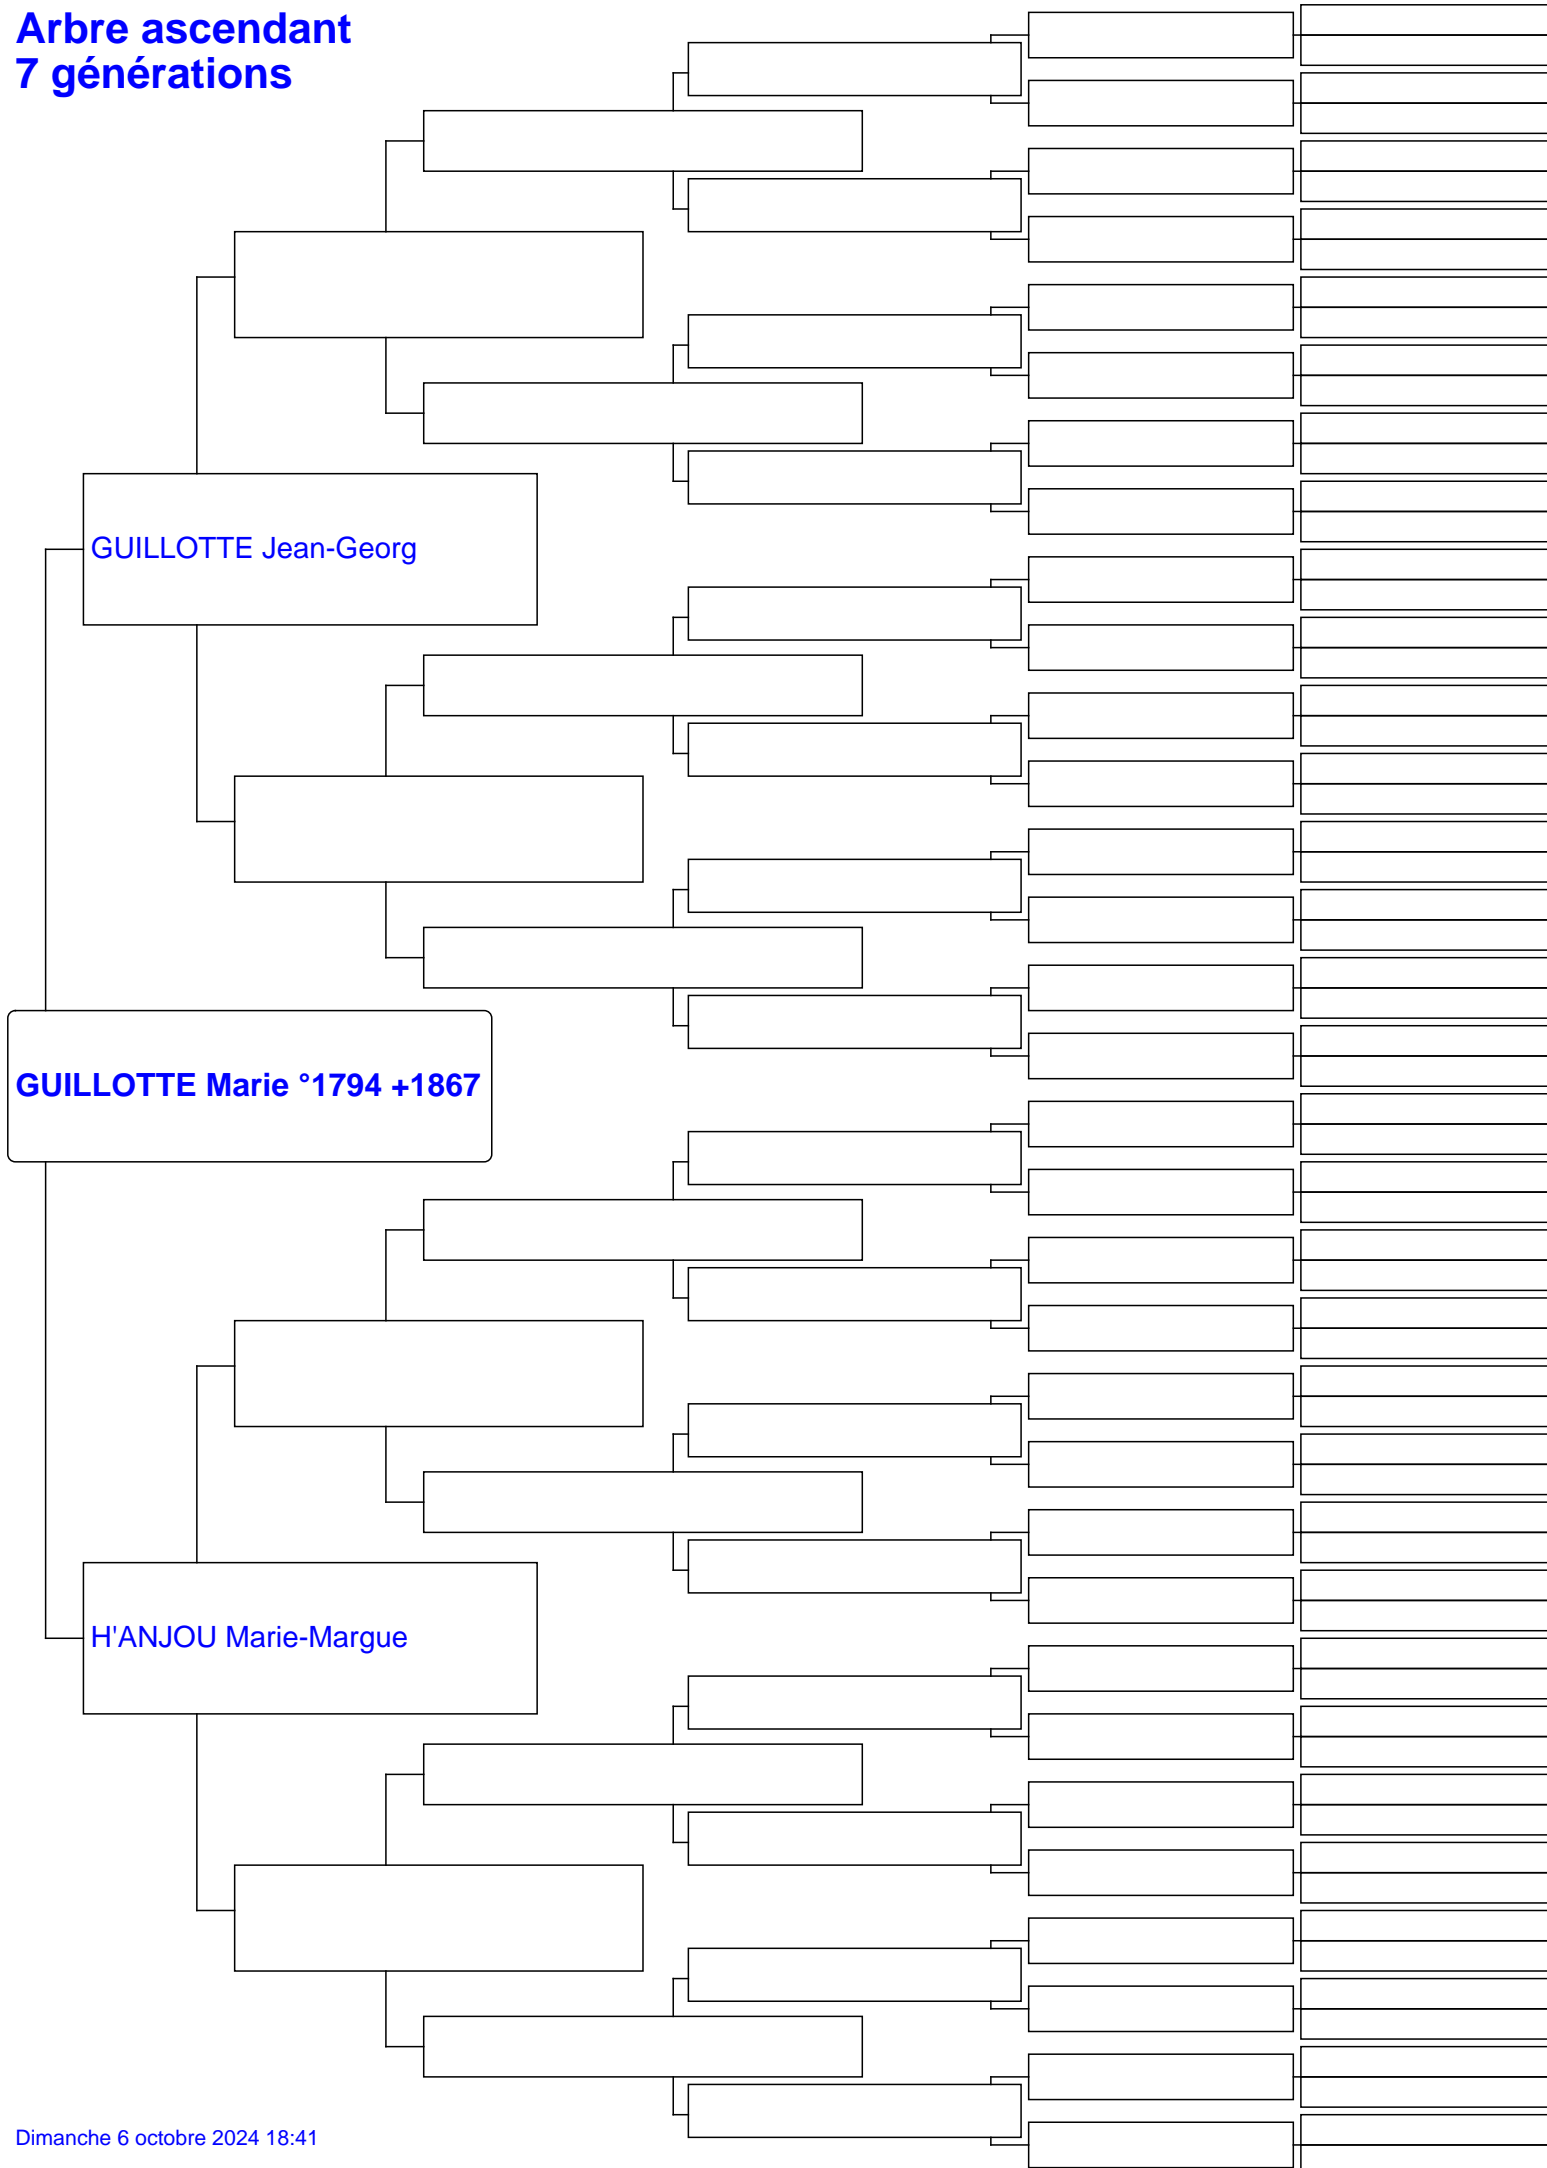 Arbre ascendant
7 générations
GUILLOTTE Jean-Georg
GUILLOTTE Marie °1794 +1867
H'ANJOU Marie-Margue
Dimanche 6 octobre 2024 18:41